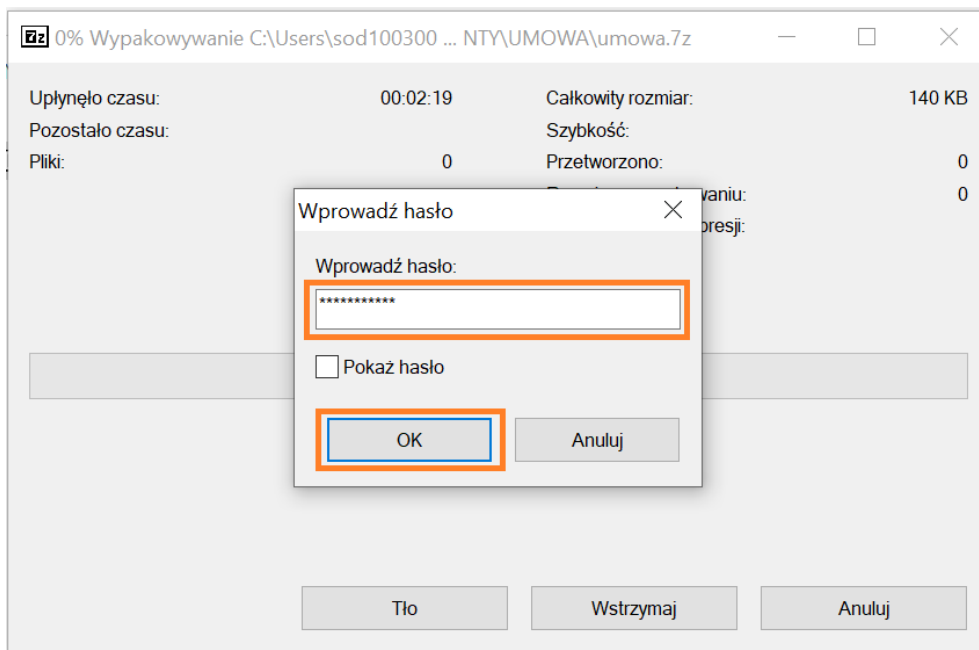 7z 0% Wypakowywanie C:\Users\sod100300 ... NTY\UMOWA\umowa.7z
Upłynęło czasu: 00:02:19 Całkowity rozmiar: 140 KB
Pozostało czasu: Szybkość:
Pliki: 0 Przetworzono: 0
0
Wprowadź hasło
Wprowadź hasło:
***********
Pokaż hasło
OK Anuluj
Tło Wstrzymaj Anuluj